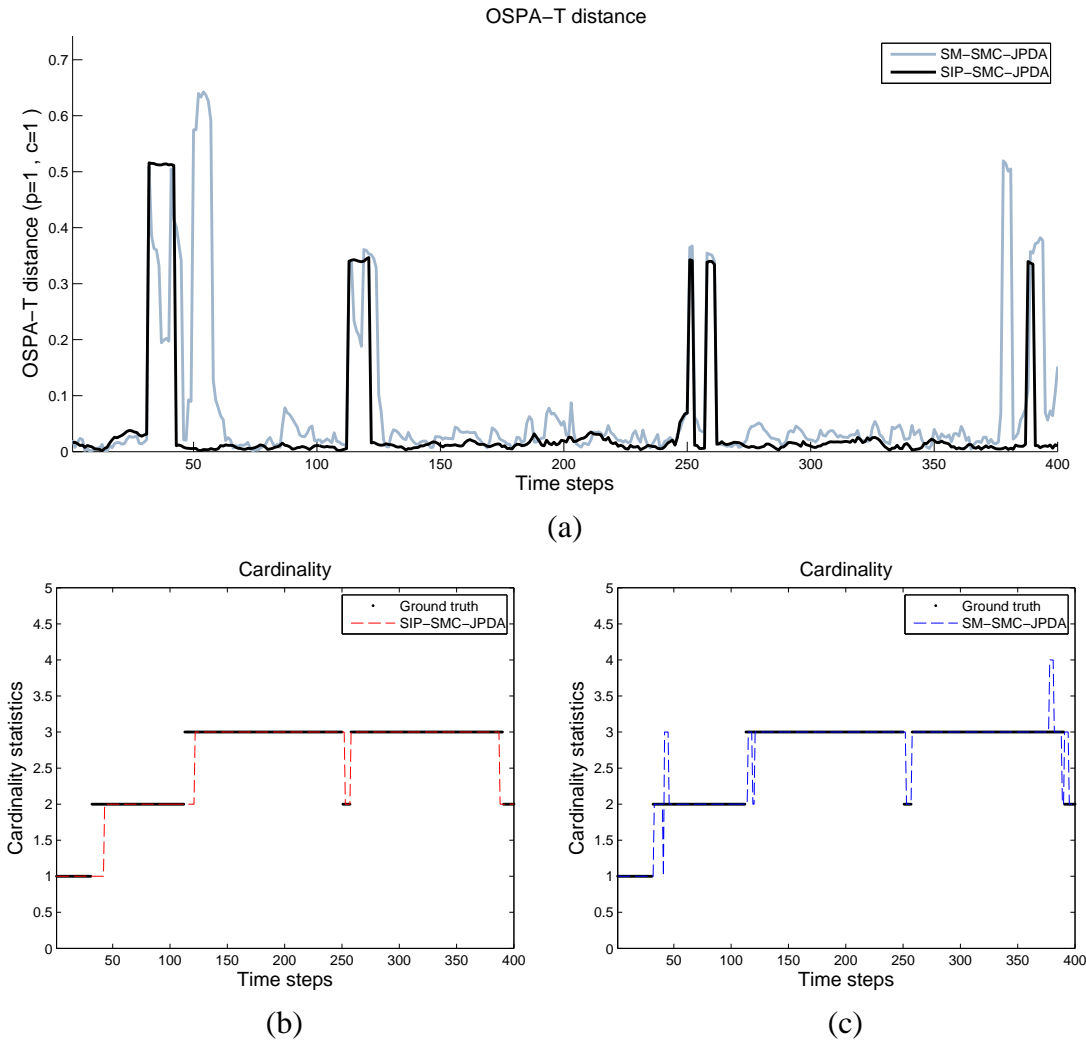 OSPA−T distance
OSPA−T distance (p=1 , c=1 )
0.7
0.6
0.5
0.4
0.3
0.2
0.1
0
SM−SMC−JPDA
SIP−SMC−JPDA
50 100 150 200 250 300 350 400
Time steps
(a)
Cardinality
Cardinality statistics
5
4.5
4
3.5
3
2.5
2
1.5
1
0.5
0
Ground truth
SIP−SMC−JPDA
50 100 150 200 250 300 350 400
Time steps
(b)
Cardinality
Cardinality statistics
5
4.5
4
3.5
3
2.5
2
1.5
1
0.5
0
Ground truth
SM−SMC−JPDA
50 100 150 200 250 300 350 400
Time steps
(c)